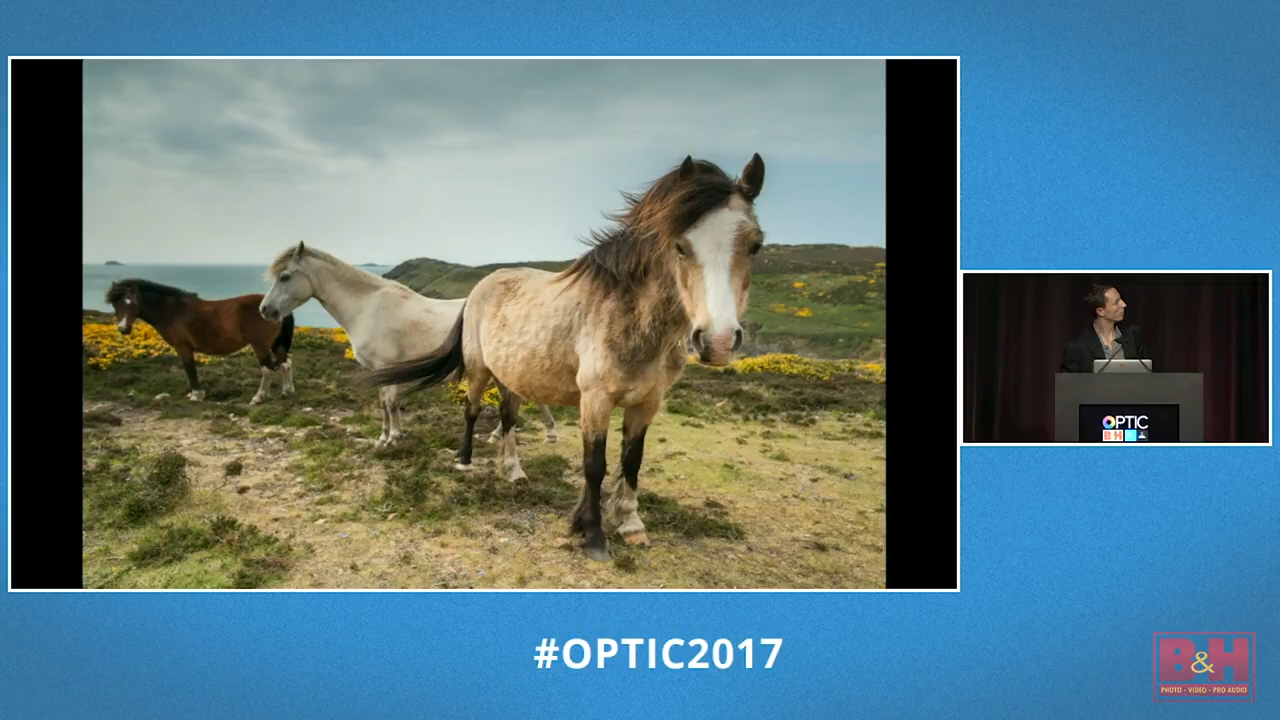 OPTIC
B H
#OPTIC2017
B&H
PHOTO - VIDEO - PRO AUDIO